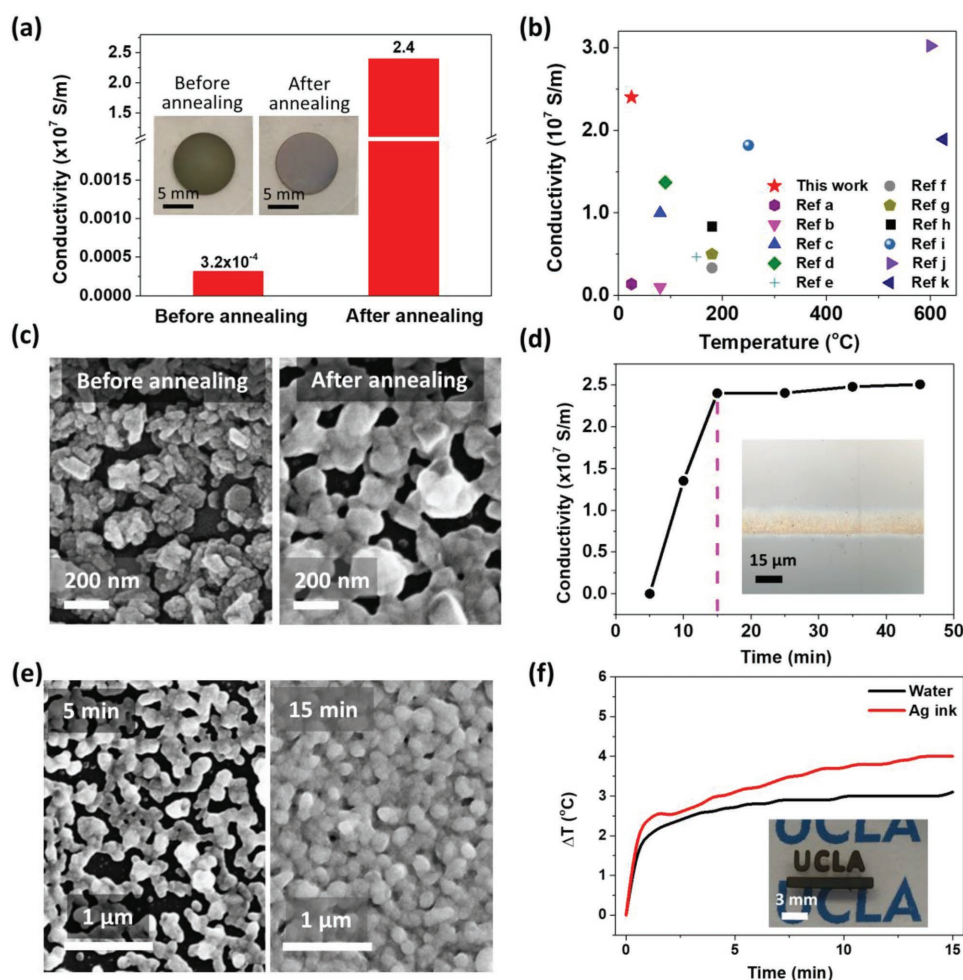 (a)
Conductivity (x10⁷ S/m)
2.5
2.0
1.5
0.0015
0.0010
0.0005
0.0000
2.4
3.2x10⁻⁴
Before annealing
After annealing
5 mm
5 mm
Before annealing
After annealing
(b)
Conductivity (10⁷ S/m)
3.0
2.0
1.0
0.0
This work
Ref a
Ref b
Ref c
Ref d
Ref e
Ref f
Ref g
Ref h
Ref i
Ref j
Ref k
0
200
400
600
Temperature (°C)
(c)
Before annealing
200 nm
After annealing
200 nm
(d)
Conductivity (x10⁷ S/m)
2.5
2.0
1.5
1.0
0.5
0.0
15 μm
0
10
20
30
40
50
Time (min)
(e)
5 min
1 μm
15 min
1 μm
(f)
ΔT (°C)
6
5
4
3
2
1
0
Water
Ag ink
UCLA
UCLA
UCLA
3 mm
0
5
10
15
Time (min)